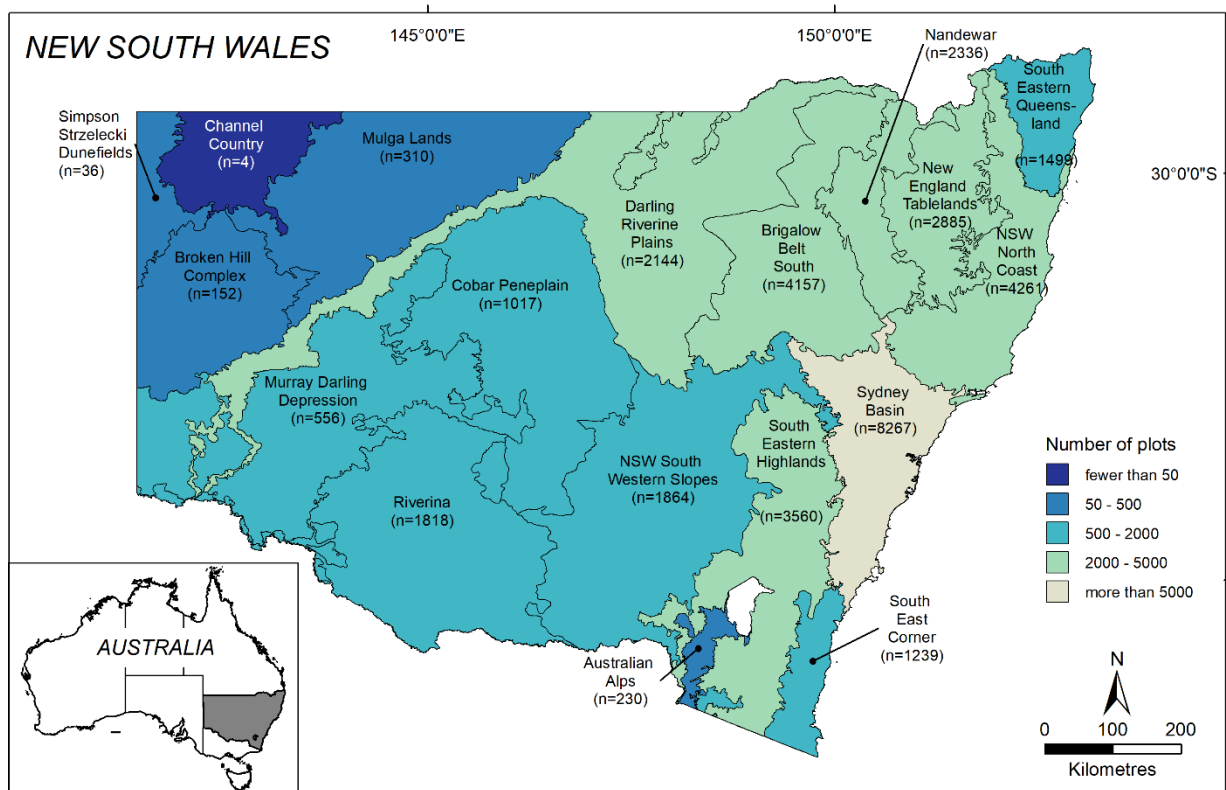 145°0'0"E
150°0'0"E
NEW SOUTH WALES
Nandewar
(n=2336)
South
Eastern
Queens-
land
(n=1499)
Simpson
Strzelecki
Dunefields
(n=36)
Channel
Country
(n=4)
Mulga Lands
(n=310)
30°0'0"S
New
England
Tablelands
(n=2885)
Darling
Riverine
Plains
(n=2144)
Brigalow
Belt
South
(n=4157)
NSW
North
Coast
(n=4261)
Broken Hill
Complex
(n=152)
Cobar Peneplain
(n=1017)
Murray Darling
Depression
(n=556)
Sydney
Basin
(n=8267)
South
Eastern
Highlands
(n=3560)
NSW South
Western Slopes
(n=1864)
Riverina
(n=1818)
Number of plots
fewer than 50
50 - 500
500 - 2000
2000 - 5000
more than 5000
South
East
Corner
(n=1239)
Australian
Alps
(n=230)
AUSTRALIA
N
0 100 200
Kilometres